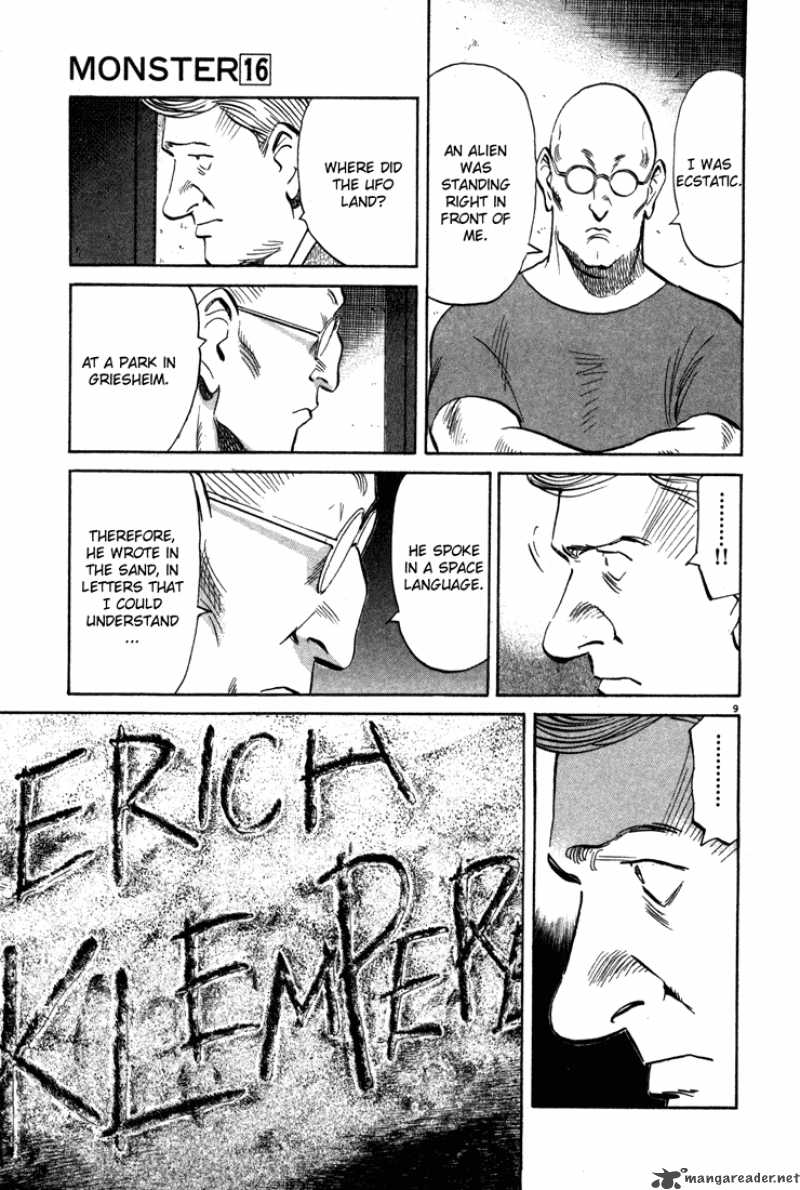 MONSTER 16
I WAS
ECSTATIC.
AN ALIEN
WAS
STANDING
RIGHT IN
FRONT OF
ME.
WHERE DID
THE UFO
LAND?
AT A PARK IN
GRIESHEIM.
.........!!
HE SPOKE
IN A SPACE
LANGUAGE.
THEREFORE,
HE WROTE IN
THE SAND, IN
LETTERS THAT
I COULD
UNDERSTAND
...
9
..........
ERICH
KLEMPERE
mangareader.net